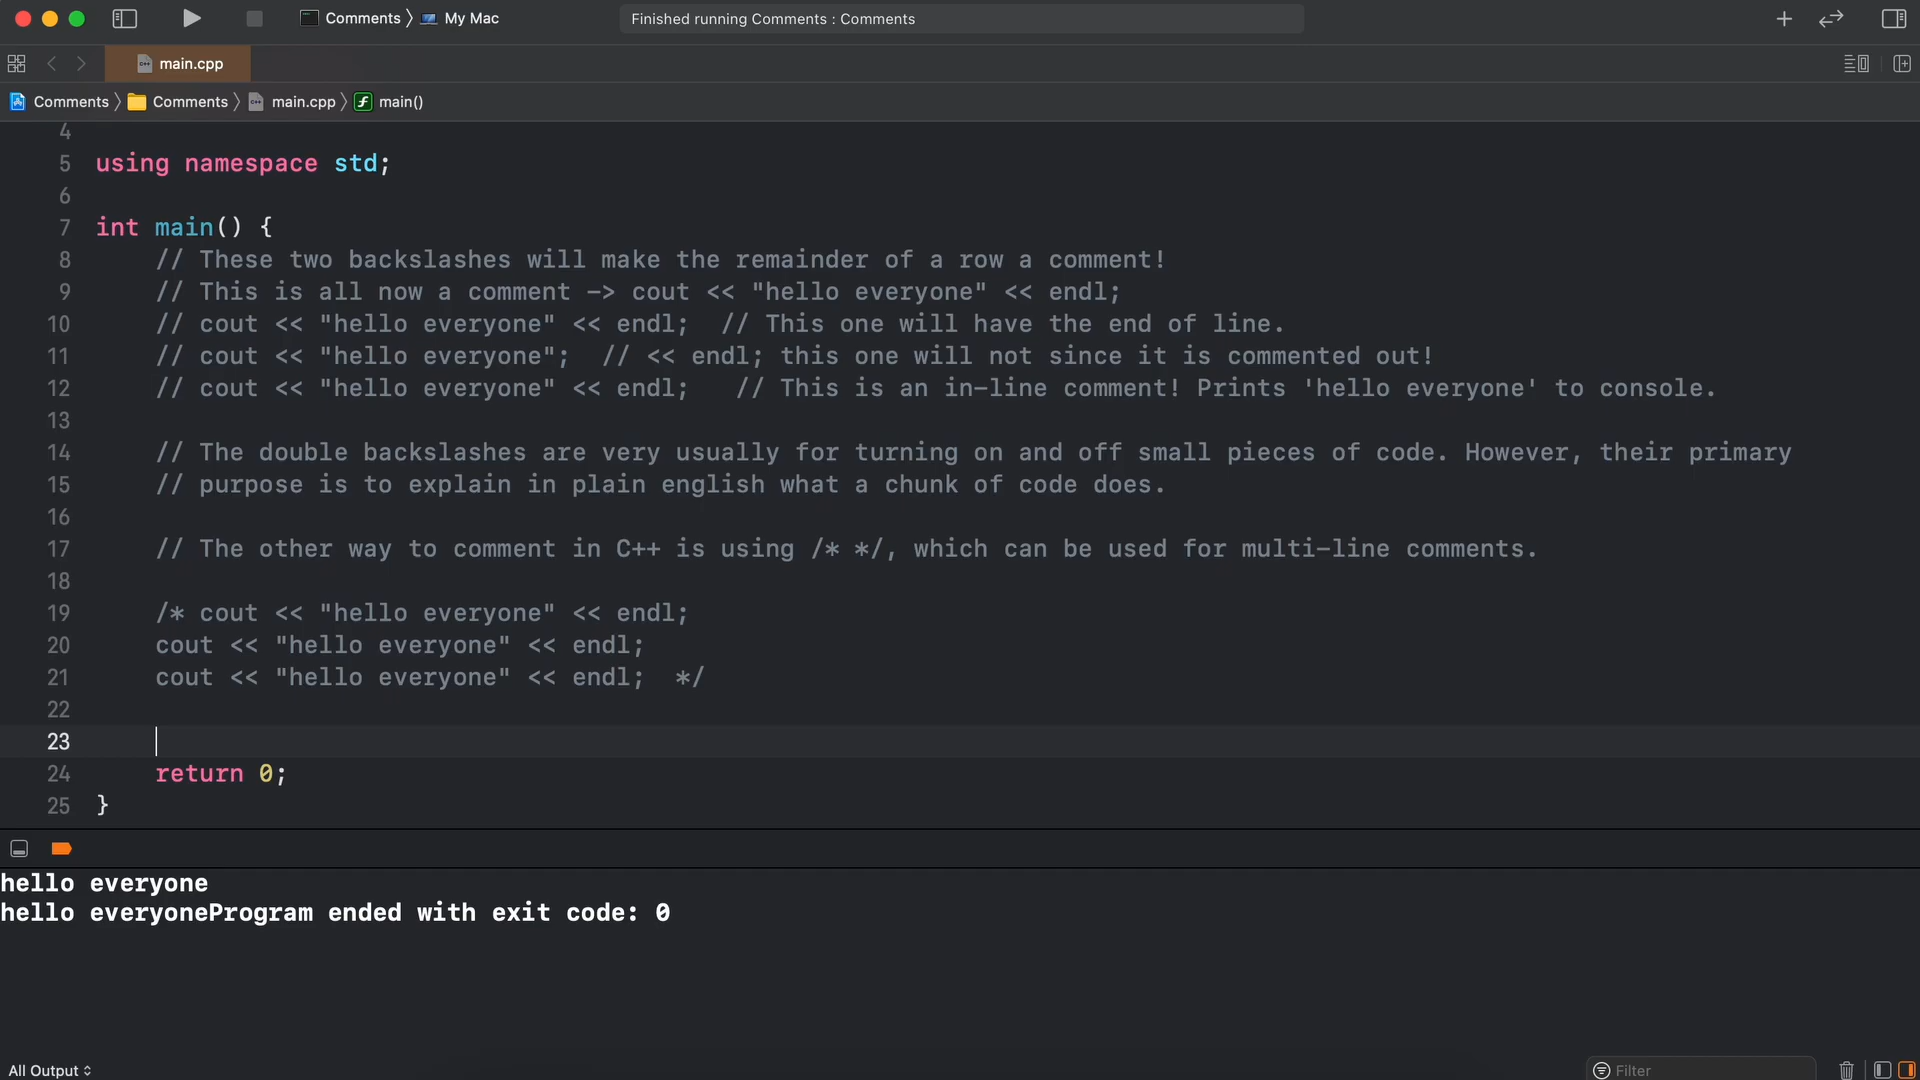 Comments 〉 My Mac
Finished running Comments : Comments
main.cpp
Comments 〉 Comments 〉 main.cpp 〉 main()
4
5 using namespace std;
6
7 int main() {
8 // These two backslashes will make the remainder of a row a comment!
9 // This is all now a comment -> cout << "hello everyone" << endl;
10 // cout << "hello everyone" << endl;  // This one will have the end of line.
11 // cout << "hello everyone";  // << endl; this one will not since it is commented out!
12 // cout << "hello everyone" << endl;   // This is an in-line comment! Prints 'hello everyone' to console.
13
14 // The double backslashes are very usually for turning on and off small pieces of code. However, their primary
15 // purpose is to explain in plain english what a chunk of code does.
16
17 // The other way to comment in C++ is using /* */, which can be used for multi-line comments.
18
19 /* cout << "hello everyone" << endl;
20 cout << "hello everyone" << endl;
21 cout << "hello everyone" << endl;  */
22
23
24 return 0;
25 }
hello everyone
hello everyoneProgram ended with exit code: 0
All Output
Filter